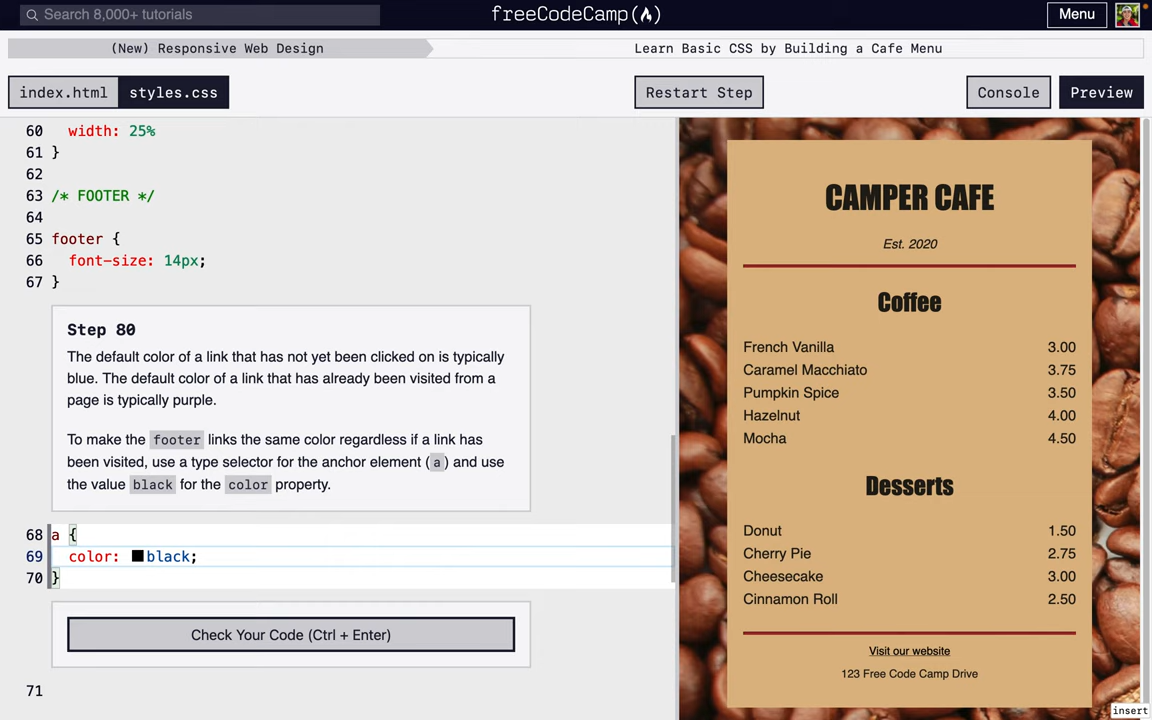 Search 8,000+ tutorials
freeCodeCamp
Menu
(New) Responsive Web Design
Learn Basic CSS by Building a Cafe Menu
index.html
styles.css
Restart Step
Console
Preview
60 width: 25%
61 }
62
63 /* FOOTER */
64
65 footer {
66 font-size: 14px;
67 }
Step 80
The default color of a link that has not yet been clicked on is typically
blue. The default color of a link that has already been visited from a
page is typically purple.
To make the footer links the same color regardless if a link has
been visited, use a type selector for the anchor element (a) and use
the value black for the color property.
68 a {
69 color: black;
70 }
Check Your Code (Ctrl + Enter)
71
CAMPER CAFE
Est. 2020
Coffee
French Vanilla 3.00
Caramel Macchiato 3.75
Pumpkin Spice 3.50
Hazelnut 4.00
Mocha 4.50
Desserts
Donut 1.50
Cherry Pie 2.75
Cheesecake 3.00
Cinnamon Roll 2.50
Visit our website
123 Free Code Camp Drive
insert